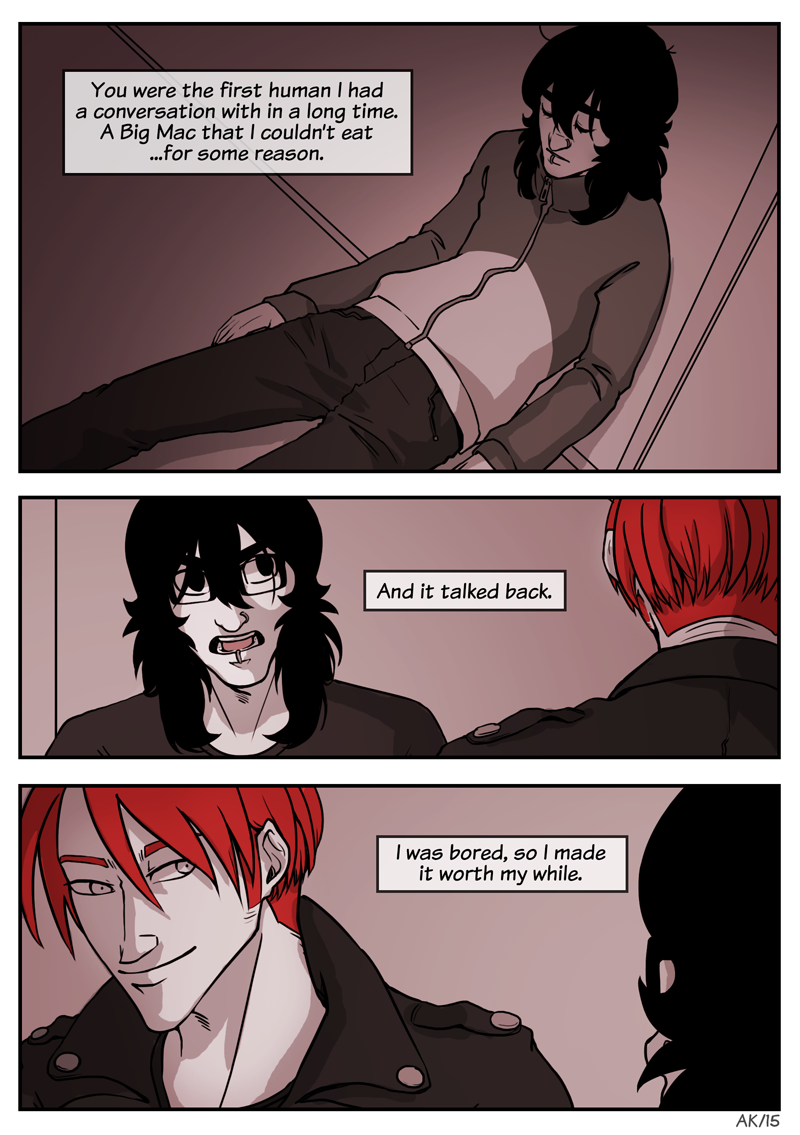 You were the first human I had
a conversation with in a long time.
A Big Mac that I couldn't eat
...for some reason.
And it talked back.
I was bored, so I made
it worth my while.
AK/15